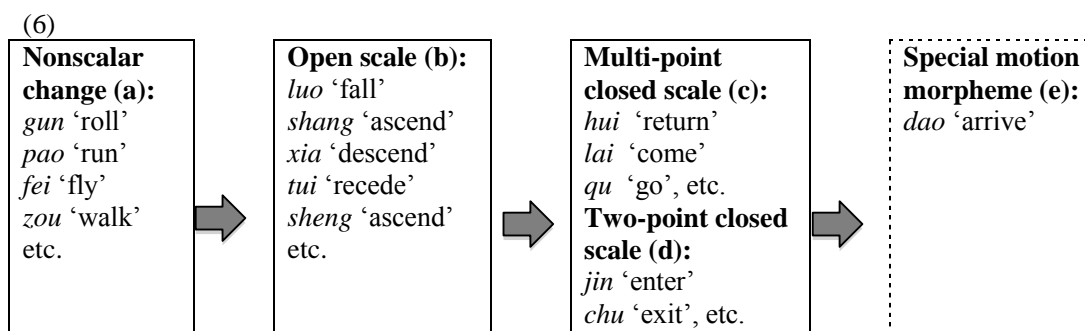 (6)
Nonscalar
change (a):
gun ‘roll’
pao ‘run’
fei ‘fly’
zou ‘walk’
etc.
Open scale (b):
luo ‘fall’
shang ‘ascend’
xia ‘descend’
tui ‘recede’
sheng ‘ascend’
etc.
Multi-point
closed scale (c):
hui ‘return’
lai ‘come’
qu ‘go’, etc.
Two-point closed
scale (d):
jin ‘enter’
chu ‘exit’, etc.
Special motion
morpheme (e):
dao ‘arrive’